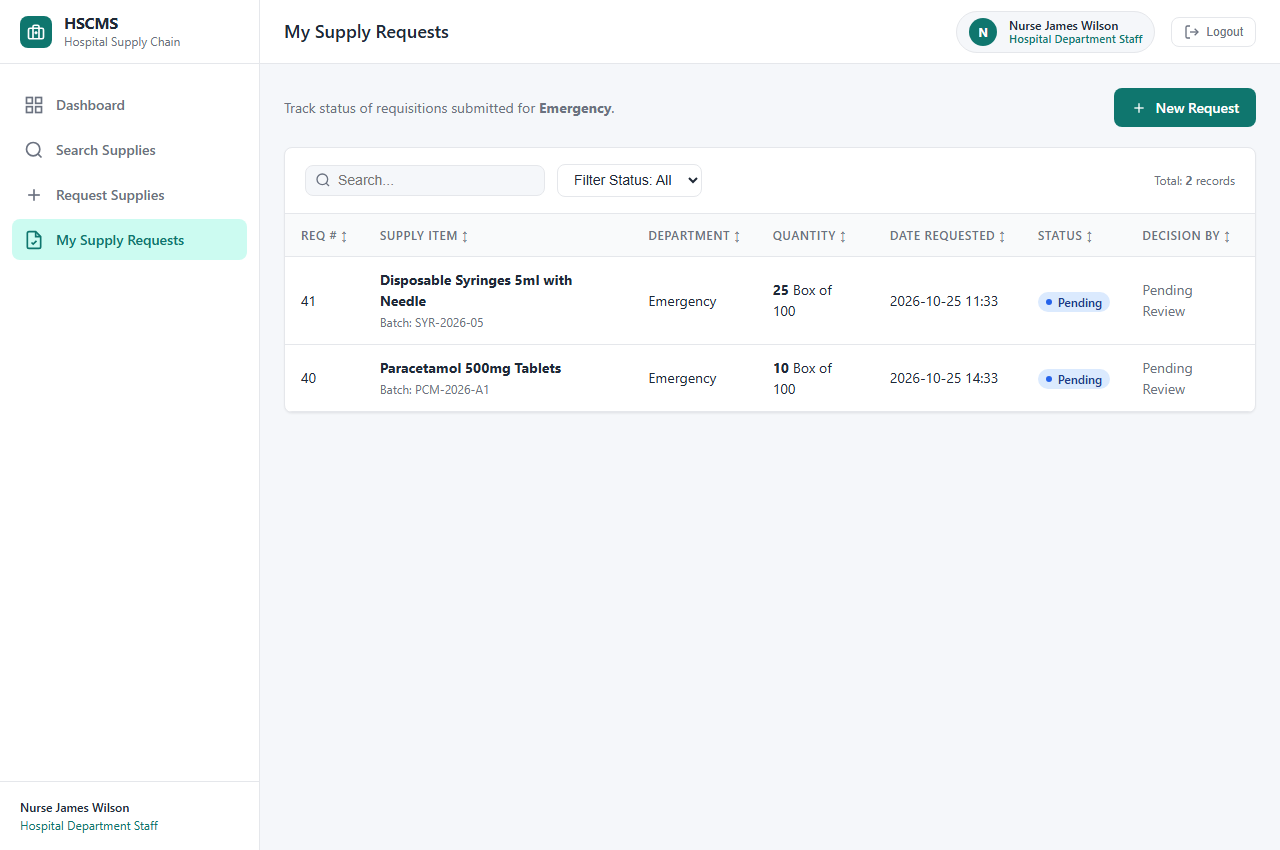 HSCMS
Hospital Supply Chain
My Supply Requests
N
Nurse James Wilson
Hospital Department Staff
Logout
Dashboard
Search Supplies
Request Supplies
My Supply Requests
Track status of requisitions submitted for Emergency.
New Request
Search...
Filter Status: All
Total: 2 records
REQ # SUPPLY ITEM DEPARTMENT QUANTITY DATE REQUESTED STATUS DECISION BY
41
Disposable Syringes 5ml with
Needle
Batch: SYR-2026-05
Emergency
25 Box of
100
2026-10-25 11:33
Pending
Pending
Review
40
Paracetamol 500mg Tablets
Batch: PCM-2026-A1
Emergency
10 Box of
100
2026-10-25 14:33
Pending
Pending
Review
Nurse James Wilson
Hospital Department Staff